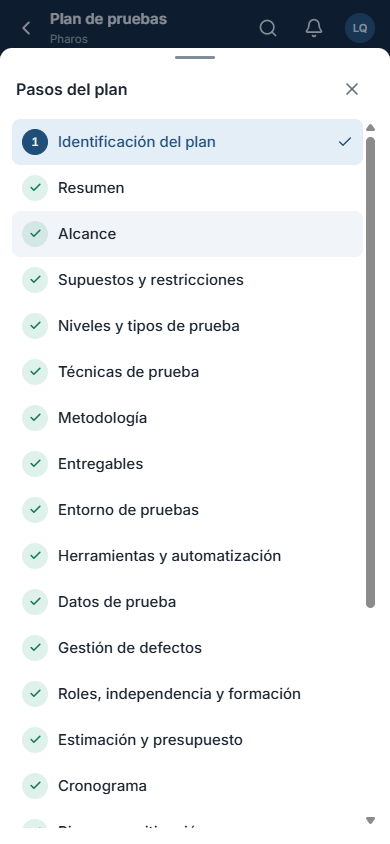 Plan de pruebas
Pharos
LQ
Pasos del plan
1 Identificación del plan
Resumen
Alcance
Supuestos y restricciones
Niveles y tipos de prueba
Técnicas de prueba
Metodología
Entregables
Entorno de pruebas
Herramientas y automatización
Datos de prueba
Gestión de defectos
Roles, independencia y formación
Estimación y presupuesto
Cronograma